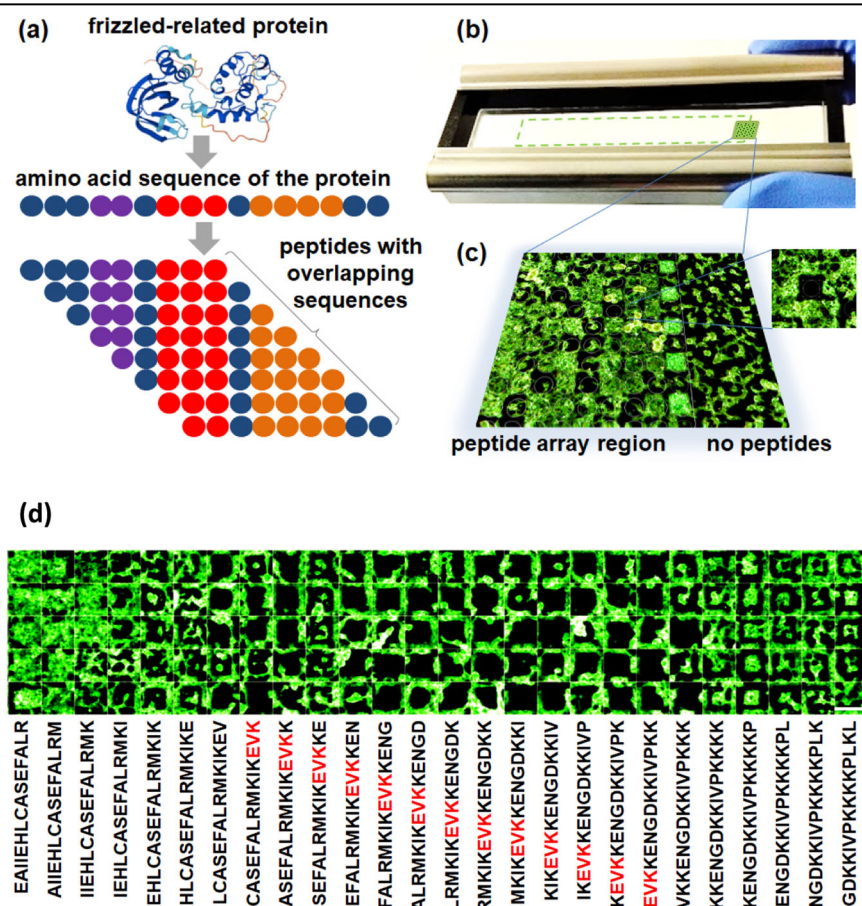 (a)
frizzled-related protein
amino acid sequence of the protein
peptides with
overlapping
sequences
(b)
(c)
peptide array region
no peptides
(d)
EAIIEHLCASEFALR
AIIEHLCASEFALRM
IIEHLCASEFALRMK
IEHLCASEFALRMKI
EHLCASEFALRMKIK
HLCASEFALRMKIKE
LCASEFALRMKIKEV
CASEFALRMKIKEVK
ASEFALRMKIKEVKK
SEFALRMKIKEVKKE
EFALRMKIKEVKKEN
FALRMKIKEVKKENG
ALRMKIKEVKKENGD
LRMKIKEVKKENGDK
RMKIKEVKKENGDKK
MKIKEVKKENGDKKI
KIKEVKKENGDKKIV
IKEVKKENGDKKIVP
KEVKKENGDKKIVPK
EVKKENGDKKIVPKK
VKKENGDKKIVPKKK
KKENGDKKIVPKKKK
KENGDKKIVPKKKKP
ENGDKKIVPKKKKPL
NGDKKIVPKKKKPLK
GDKKIVPKKKKPLKL